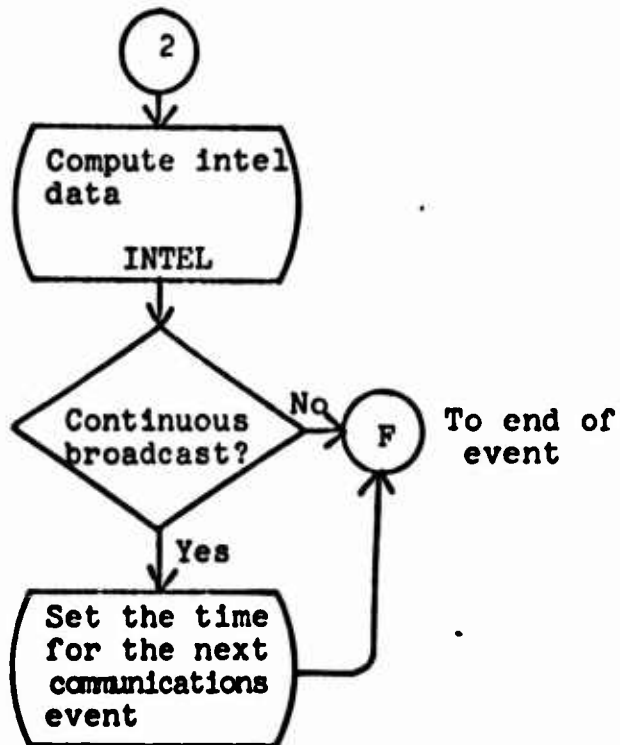 2
Compute intel
data
INTEL
Continuous
broadcast?
No
F
To end of
event
Yes
Set the time
for the next
communications
event